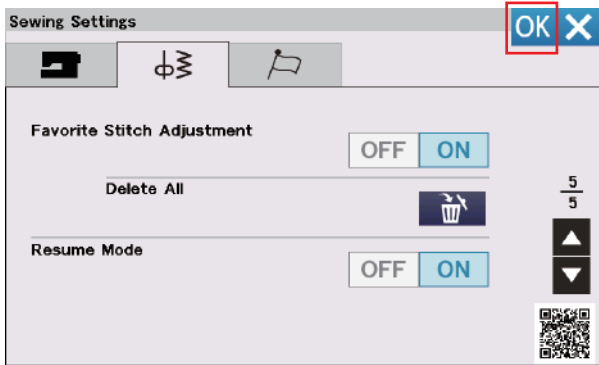 Sewing Settings
OK
Favorite Stitch Adjustment
OFF ON
Delete All
5
5
Resume Mode
OFF ON